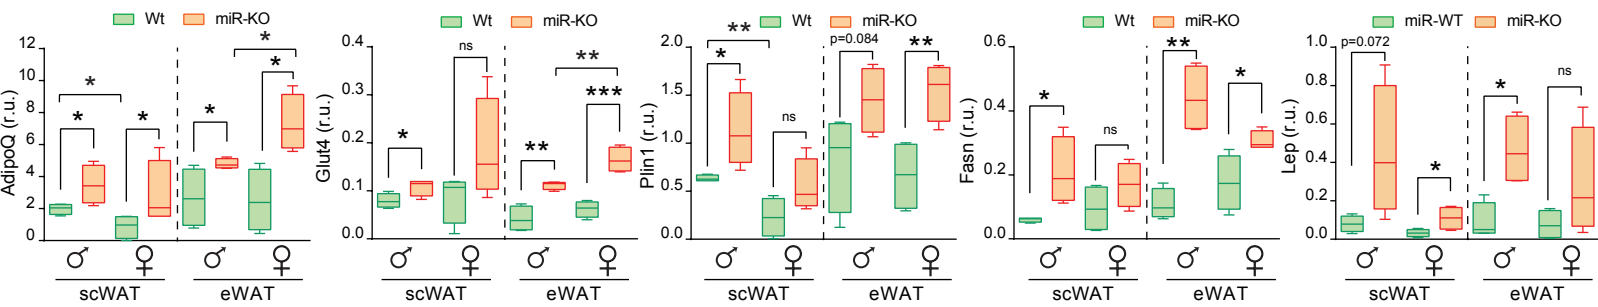 Wt miR-KO
AdipoQ (r.u.)
12
10
8
6
4
2
0
* * * * * *
♂ ♀ ♂ ♀
scWAT eWAT
Wt miR-KO
Glut4 (r.u.)
0.4
0.3
0.2
0.1
0.0
* ns ** *** **
♂ ♀ ♂ ♀
scWAT eWAT
Wt miR-KO
Plin1 (r.u.)
2.0
1.5
1.0
0.5
0.0
** * ns p=0.084 **
♂ ♀ ♂ ♀
scWAT eWAT
Wt miR-KO
Fasn (r.u.)
0.6
0.4
0.2
0.0
* ns ** *
♂ ♀ ♂ ♀
scWAT eWAT
miR-WT miR-KO
Lep (r.u.)
1.0
0.8
0.6
0.4
0.2
0.0
p=0.072 * * ns
♂ ♀ ♂ ♀
scWAT eWAT